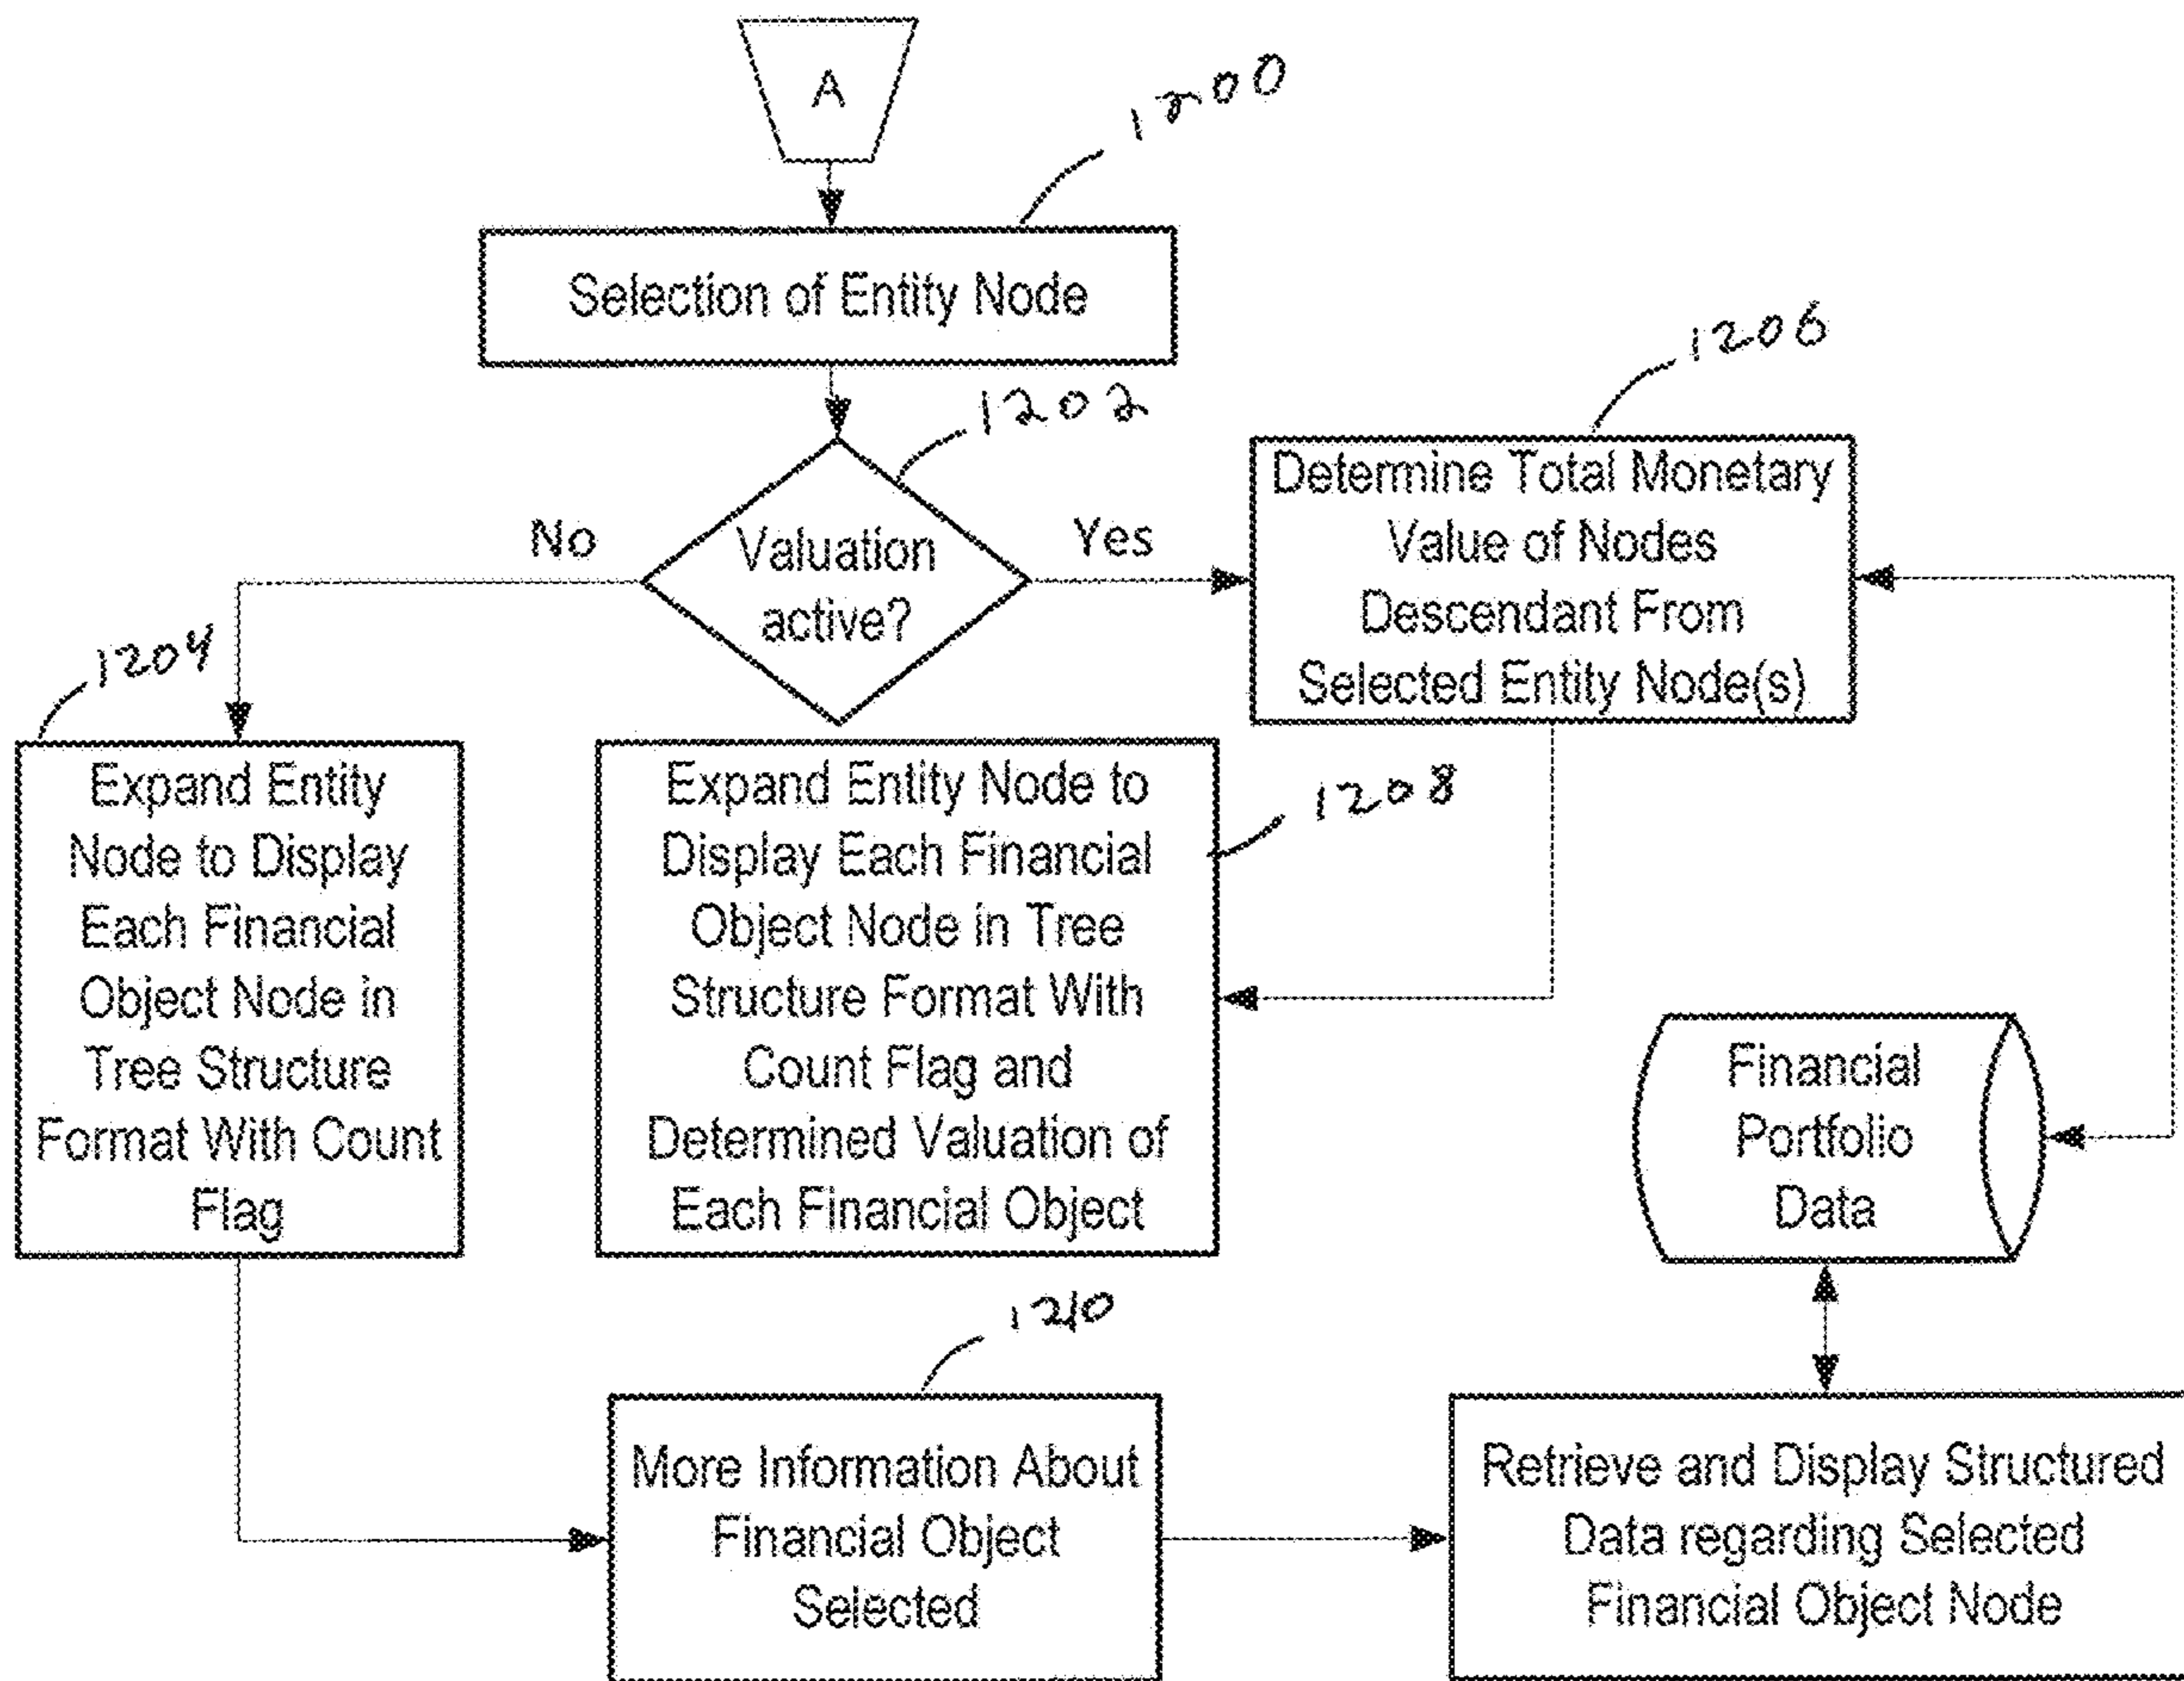 A
1200
Selection of Entity Node
1202
1206
No
Valuation
active?
Yes
Determine Total Monetary
Value of Nodes
Descendant From
Selected Entity Node(s)
1204
Expand Entity
Node to Display
Each Financial
Object Node in
Tree Structure
Format With Count
Flag
Expand Entity Node to
Display Each Financial
Object Node in Tree
Structure Format With
Count Flag and
Determined Valuation of
Each Financial Object
1208
Financial
Portfolio
Data
1210
More Information About
Financial Object
Selected
Retrieve and Display Structured
Data regarding Selected
Financial Object Node